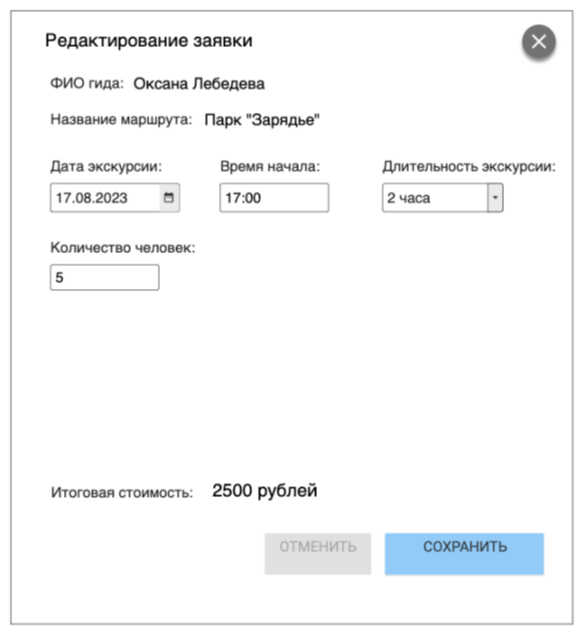 Редактирование заявки
ФИО гида: Оксана Лебедева
Название маршрута: Парк "Зарядье"
Дата экскурсии: Время начала: Длительность экскурсии:
17.08.2023 17:00 2 часа
Количество человек:
5
Итоговая стоимость: 2500 рублей
ОТМЕНИТЬ СОХРАНИТЬ